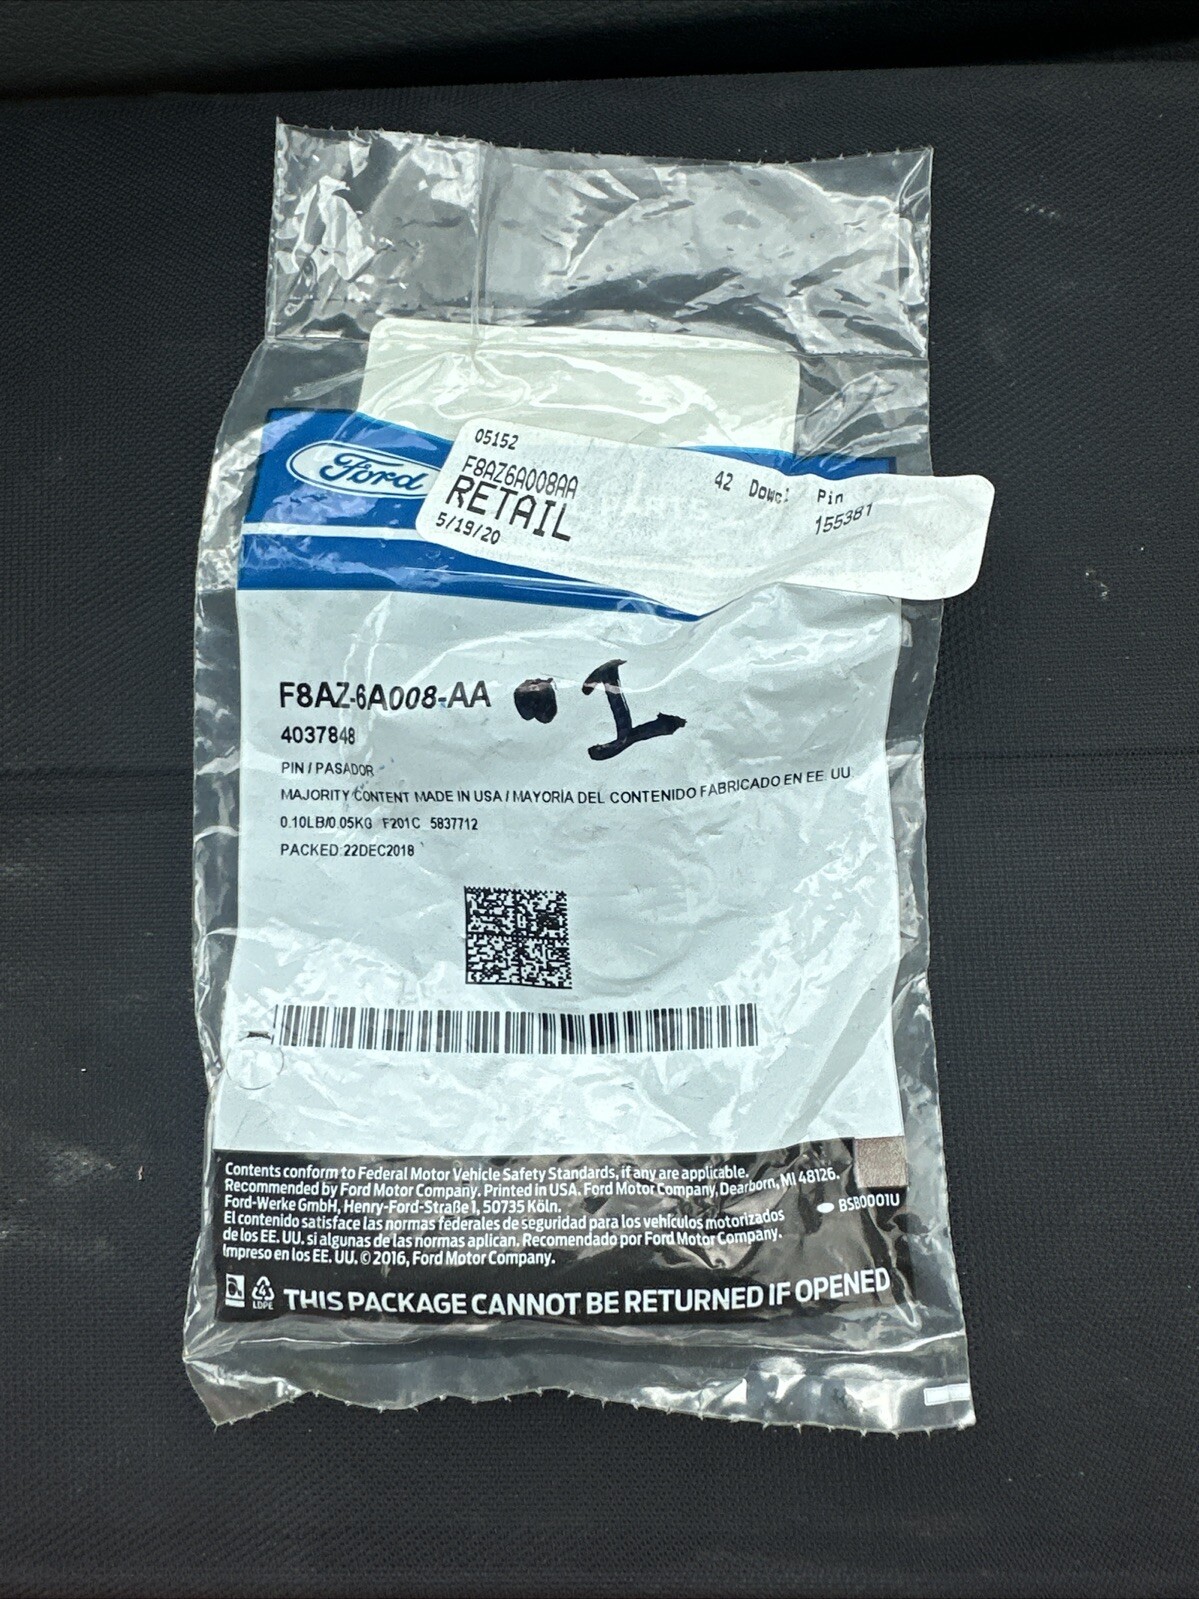 05152
F8AZ6A008AA
RETAIL
5/19/20
42 Dowel Pin
155381
Ford
PARTS
F8AZ-6A008-AA
1
4037848
PIN / PASADOR
MAJORITY CONTENT MADE IN USA / MAYORÍA DEL CONTENIDO FABRICADO EN EE. UU.
0.10LB/0.05KG F201C 5837712
PACKED:22DEC2018
Contents conform to Federal Motor Vehicle Safety Standards, if any are applicable.
Recommended by Ford Motor Company. Printed in USA. Ford Motor Company, Dearborn, MI 48126.
Ford-Werke GmbH, Henry-Ford-Straße 1, 50735 Köln.
BSB0001U
El contenido satisface las normas federales de seguridad para los vehículos motorizados
de los EE. UU. si algunas de las normas aplican. Recomendado por Ford Motor Company.
Impreso en los EE. UU. © 2016, Ford Motor Company.
4
LDPE
THIS PACKAGE CANNOT BE RETURNED IF OPENED